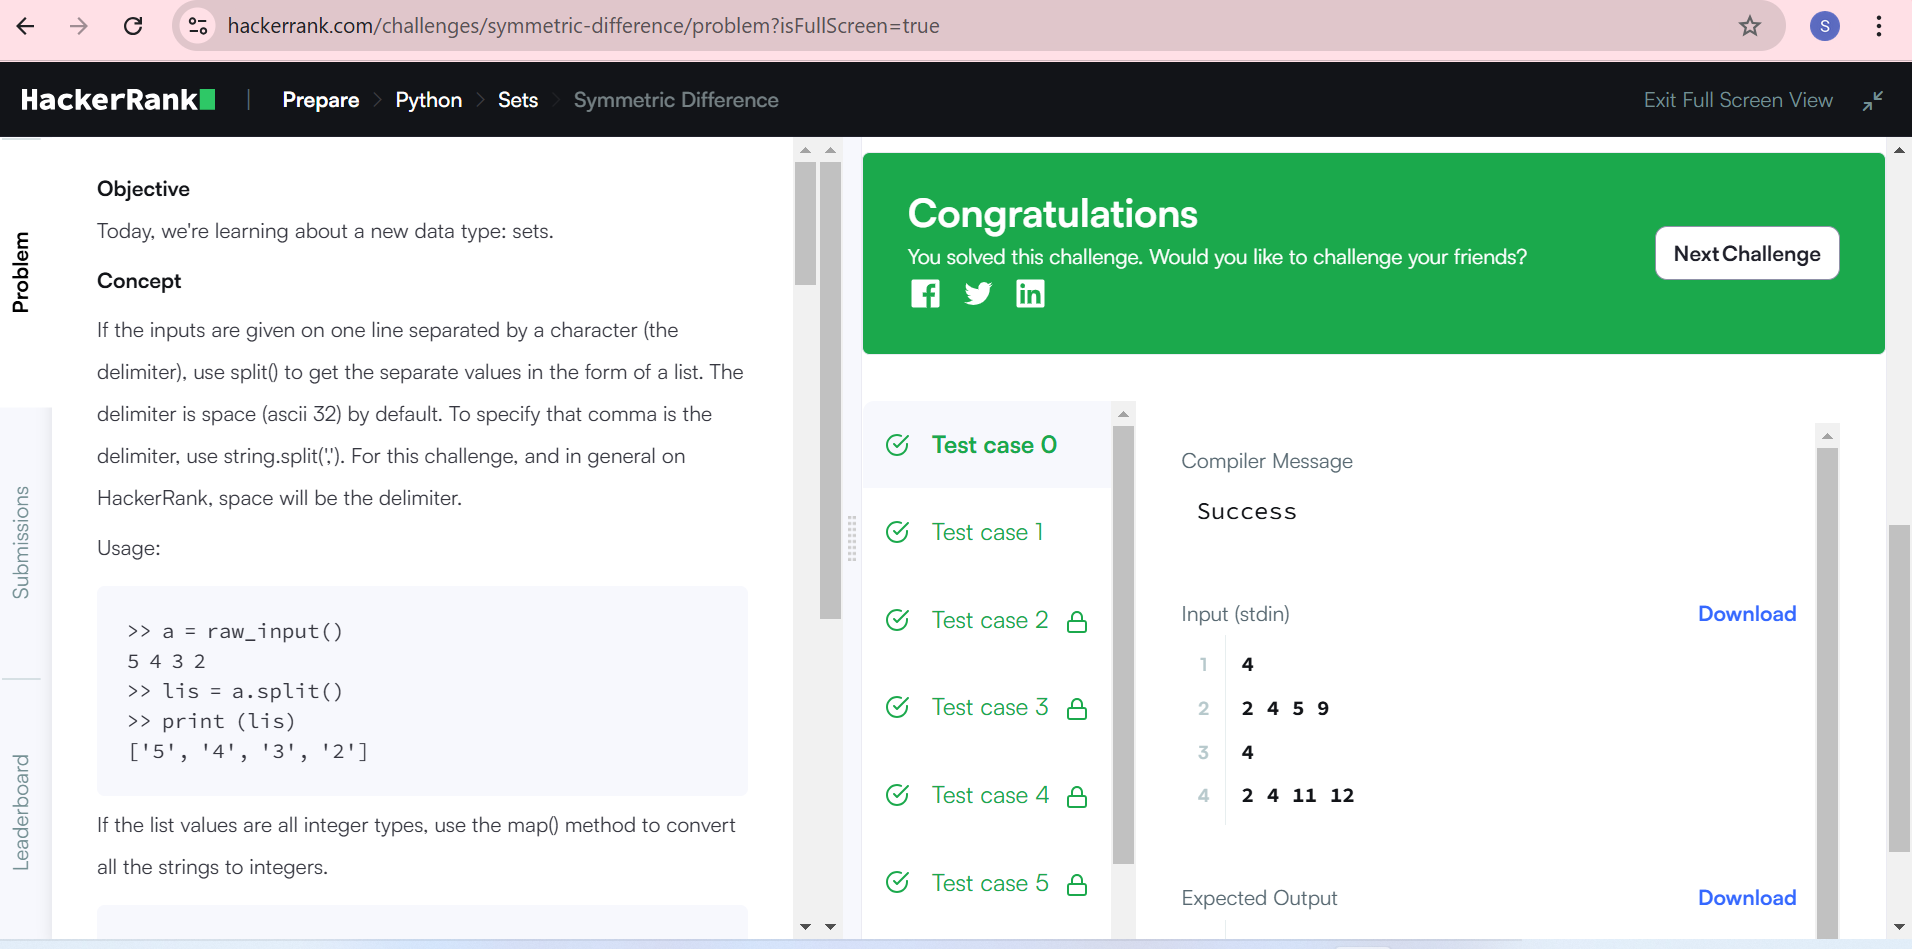 hackerrank.com/challenges/symmetric-difference/problem?isFullScreen=true
S
HackerRank
Prepare
Python
Sets
Symmetric Difference
Exit Full Screen View
Problem
Submissions
Leaderboard
Objective
Today, we're learning about a new data type: sets.
Concept
If the inputs are given on one line separated by a character (the
delimiter), use split() to get the separate values in the form of a list. The
delimiter is space (ascii 32) by default. To specify that comma is the
delimiter, use string.split(','). For this challenge, and in general on
HackerRank, space will be the delimiter.
Usage:
>> a = raw_input()
5 4 3 2
>> lis = a.split()
>> print (lis)
['5', '4', '3', '2']
If the list values are all integer types, use the map() method to convert
all the strings to integers.
Congratulations
You solved this challenge. Would you like to challenge your friends?
Next Challenge
Test case 0
Test case 1
Test case 2
Test case 3
Test case 4
Test case 5
Compiler Message
Success
Input (stdin)
Download
1 4
2 2 4 5 9
3 4
4 2 4 11 12
Expected Output
Download